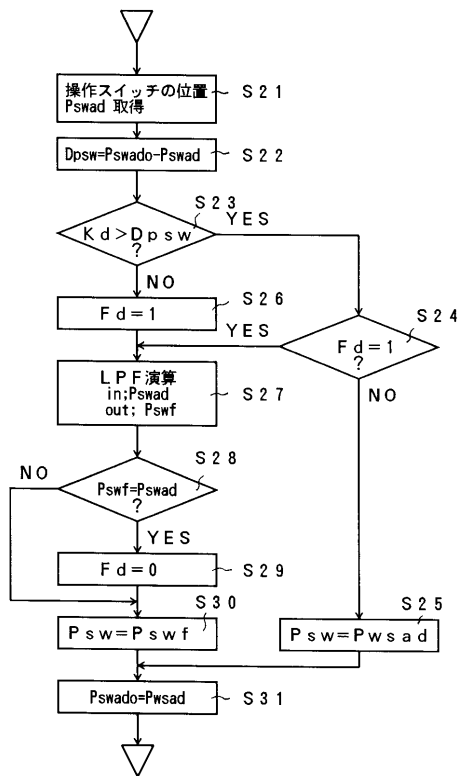 操作スイッチの位置
Pswad 取得
S21
Dpsw=Pswado-Pswad
S22
S23
Kd>Dpsw
?
YES
NO
Fd=1
S26
YES
S24
Fd=1
?
NO
LPF演算
in;Pswad
out; Pswf
S27
S28
NO
Pswf=Pswad
?
YES
Fd=0
S29
S30
Psw=Pswf
S25
Psw=Pwsad
Pswado=Pwsad
S31